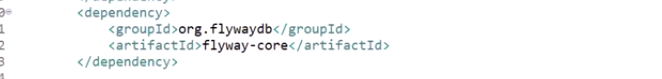 <dependency>
<groupId>org.flywaydb</groupId>
<artifactId>flyway-core</artifactId>
</dependency>